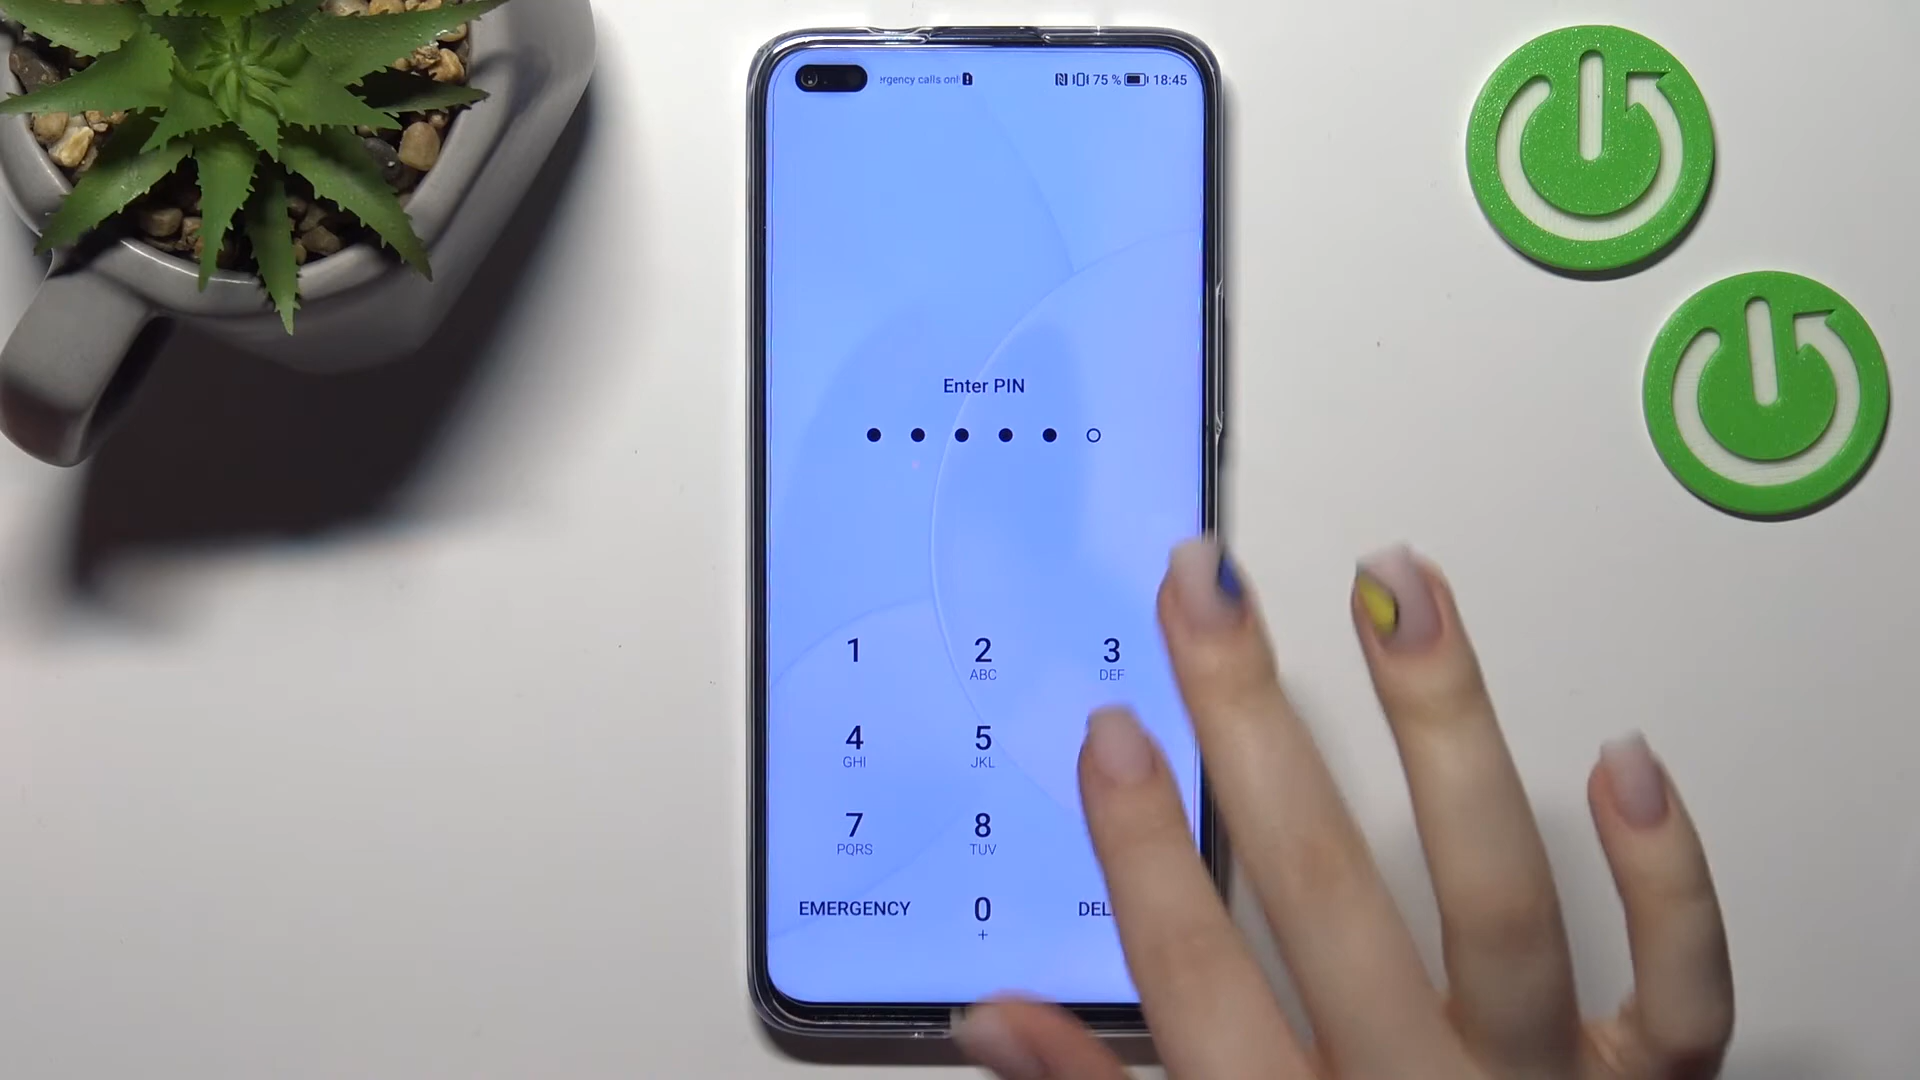 ergency calls onl 75 % 18:45
Enter PIN
1 2 3
ABC DEF
4 5
GHI JKL
7 8
PQRS TUV
EMERGENCY 0 DEL
+